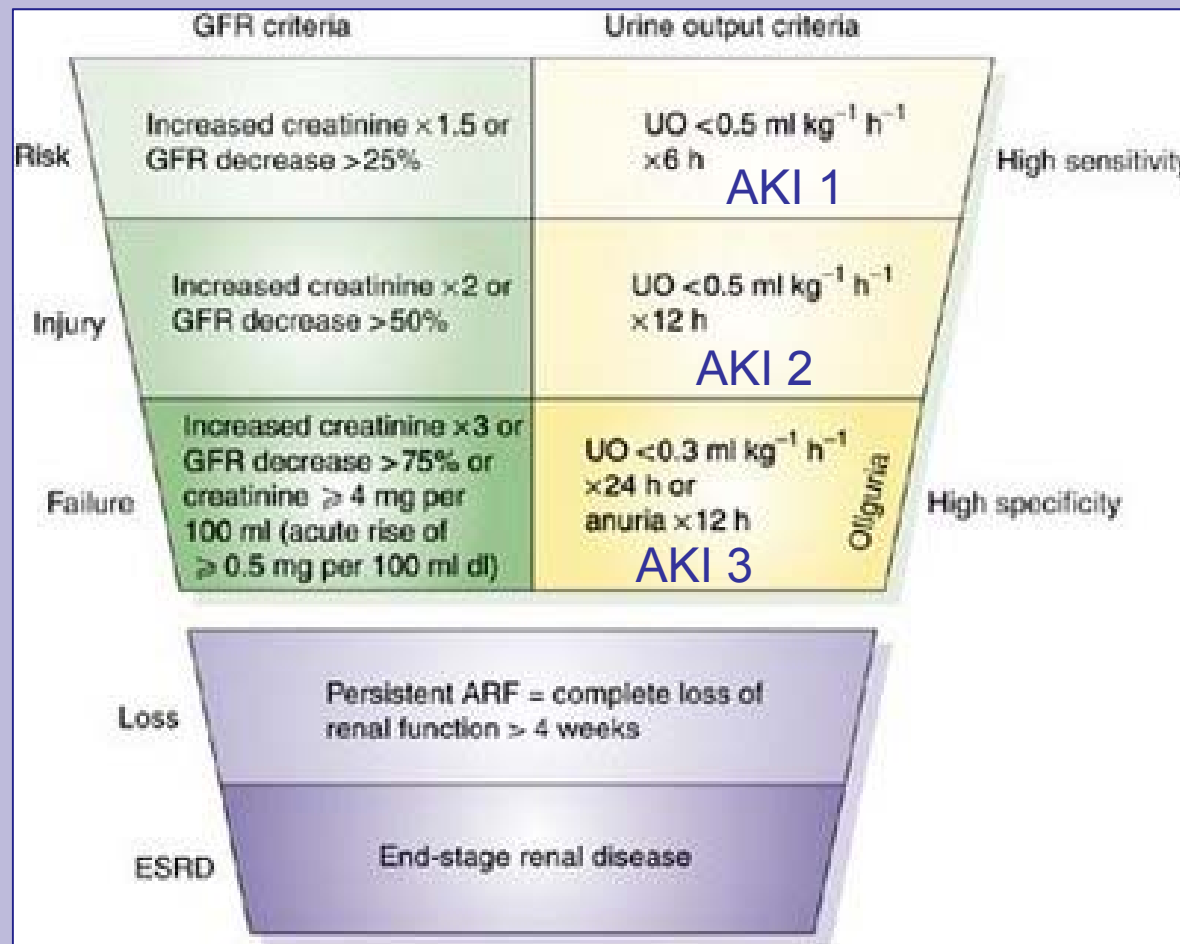 GFR criteria
Urine output criteria
Risk
Increased creatinine ×1.5 or
GFR decrease >25%
UO <0.5 ml kg⁻¹ h⁻¹
×6 h
AKI 1
High sensitivity
Injury
Increased creatinine ×2 or
GFR decrease >50%
UO <0.5 ml kg⁻¹ h⁻¹
×12 h
AKI 2
Failure
Increased creatinine ×3 or
GFR decrease >75% or
creatinine ⩾ 4 mg per
100 ml (acute rise of
⩾ 0.5 mg per 100 ml dl)
UO <0.3 ml kg⁻¹ h⁻¹
×24 h or
anuria ×12 h
AKI 3
Oliguria
High specificity
Loss
Persistent ARF = complete loss of
renal function > 4 weeks
ESRD
End-stage renal disease